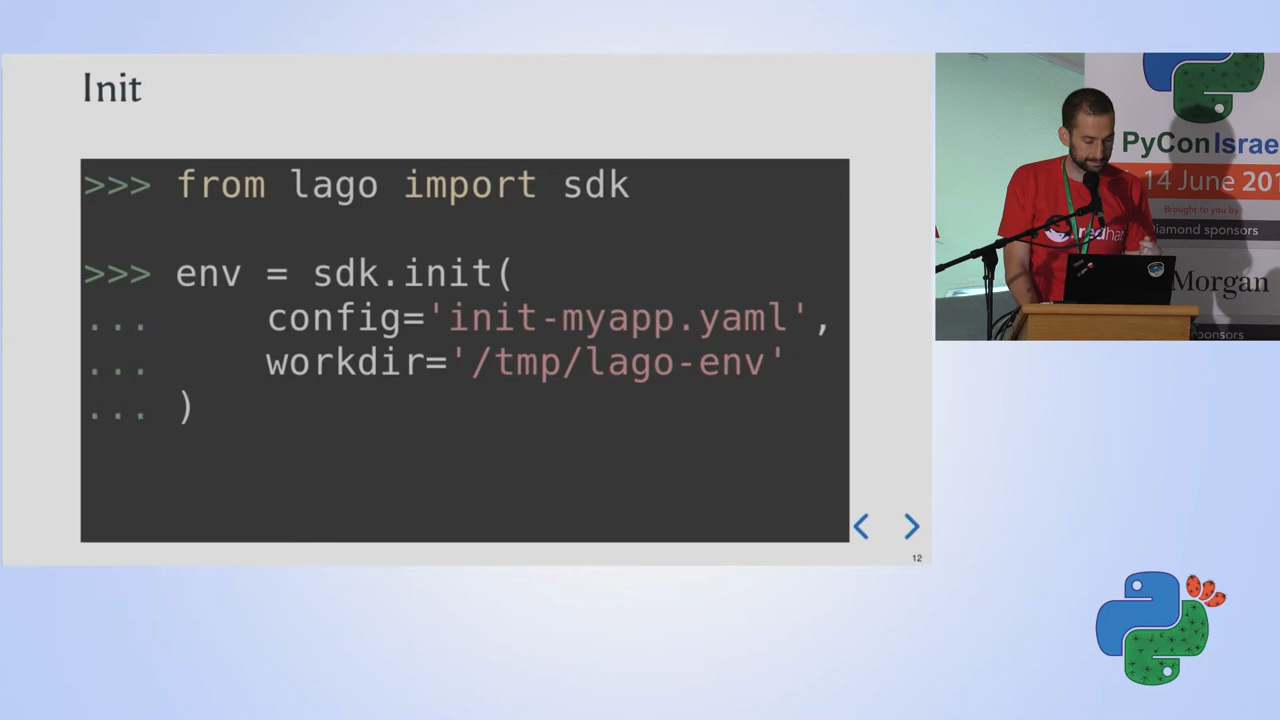 Init
>>> from lago import sdk
>>> env = sdk.init(
... config='init-myapp.yaml',
... workdir='/tmp/lago-env'
... )
12
PyCon Israe
14 June 201
Brought to you by
Diamond sponsors
Morgan
redhat